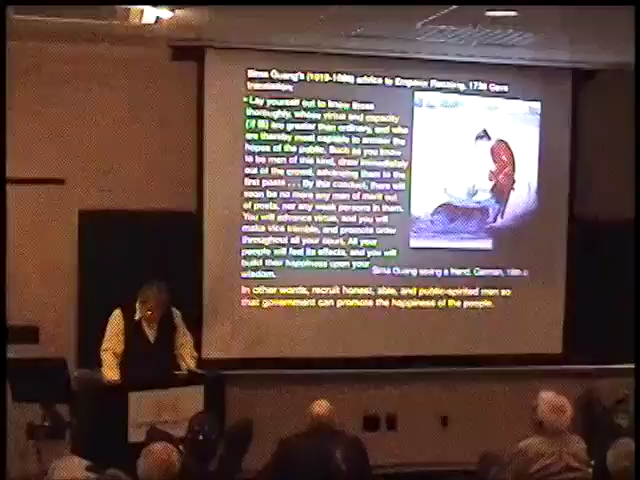 Sima Guang's (1019-1086) advice to Emperor 1738 Cave
translation:
• Lay yourself out to know those
thoroughly, whose virtue and capacity
are greater than ordinary, and who
are thereby most capable to answer the
hopes of the public. Such as you know
to be men of this kind, draw immediately
out of the crowd, advancing them to the
first posts . . . By this conduct, there will
soon be no more any men of merit out
of posts, nor any weak persons in them.
You will advance virtue, and you will
make vice tremble, and promote order
throughout all your court. All your
people will feel its effects, and you will
build their happiness upon your
wisdom.
Sima Guang saving a friend, German,
In other words, recruit honest, able, and public-spirited men so
that government can promote the happiness of the people.